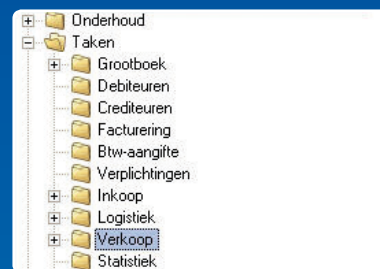 Onderhoud
Taken
Grootboek
Debiteuren
Crediteuren
Facturering
Btw-aangifte
Verplichtingen
Inkoop
Logistiek
Verkoop
Statistiek